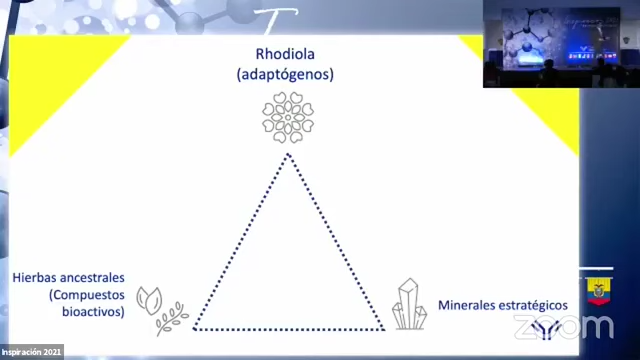 Rhodiola
(adaptógenos)
Hierbas ancestrales
(Compuestos
bioactivos)
Minerales estratégicos
zoom
Inspiración 2021